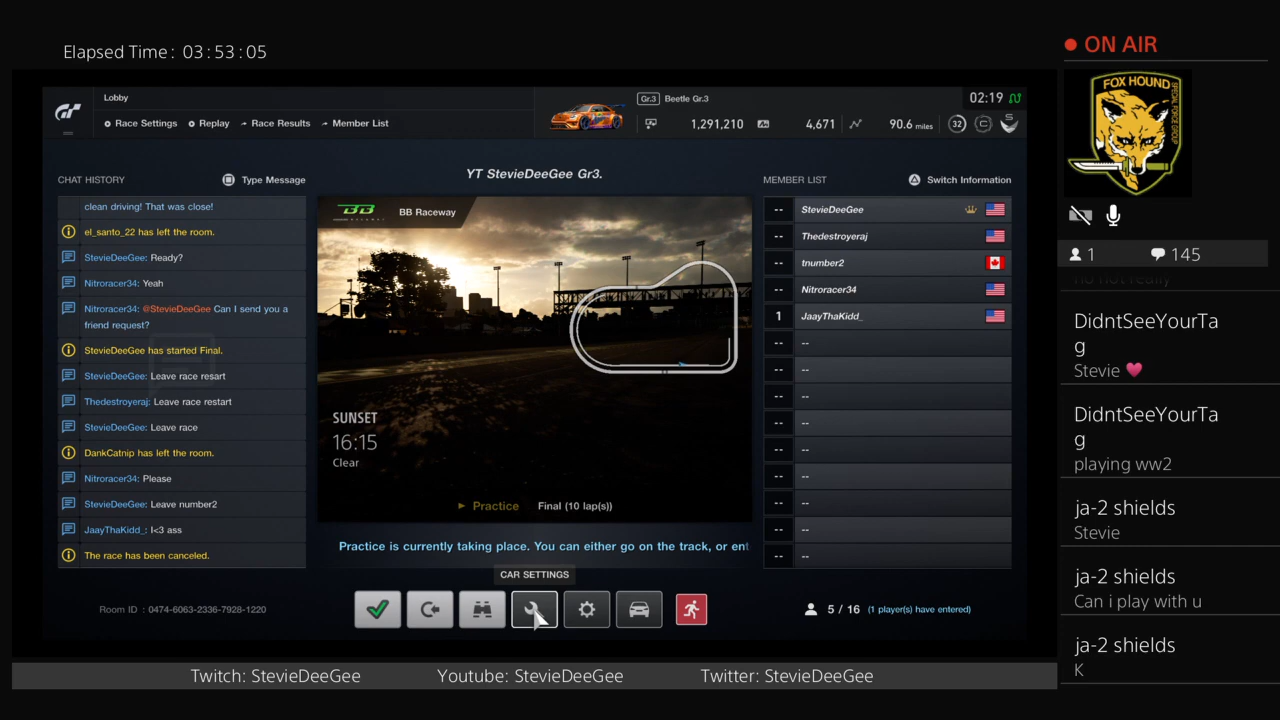 Elapsed Time: 03:53:05
ON AIR
Lobby
Race Settings
Replay
Race Results
Member List
Gr.3 Beetle Gr.3
1,291,210
4,671
90.6 miles
32
C
S
02:19
FOX HOUND
SPECIAL FORCE GROUP
1
145
CHAT HISTORY
Type Message
clean driving! That was close!
el_santo_22 has left the room.
StevieDeeGee: Ready?
Nitroracer34: Yeah
Nitroracer34: @StevieDeeGee Can I send you a
friend request?
StevieDeeGee has started Final.
StevieDeeGee: Leave race resart
Thedestroyeraj: Leave race restart
StevieDeeGee: Leave race
DankCatnip has left the room.
Nitroracer34: Please
StevieDeeGee: Leave number2
JaayThaKidd_: I<3 ass
The race has been canceled.
YT StevieDeeGee Gr3.
BB Raceway
SUNSET
16:15
Clear
Practice
Final (10 lap(s))
Practice is currently taking place. You can either go on the track, or ent
CAR SETTINGS
MEMBER LIST
Switch Information
-- StevieDeeGee
-- Thedestroyeraj
-- tnumber2
-- Nitroracer34
1 JaayThaKidd_
-- --
-- --
-- --
-- --
-- --
-- --
-- --
-- --
-- --
Room ID : 0474-6063-2336-7928-1220
5 / 16 (1 player(s) have entered)
not really
DidntSeeYourTa
g
Stevie
DidntSeeYourTa
g
playing ww2
ja-2 shields
Stevie
ja-2 shields
Can i play with u
ja-2 shields
K
Twitch: StevieDeeGee
Youtube: StevieDeeGee
Twitter: StevieDeeGee